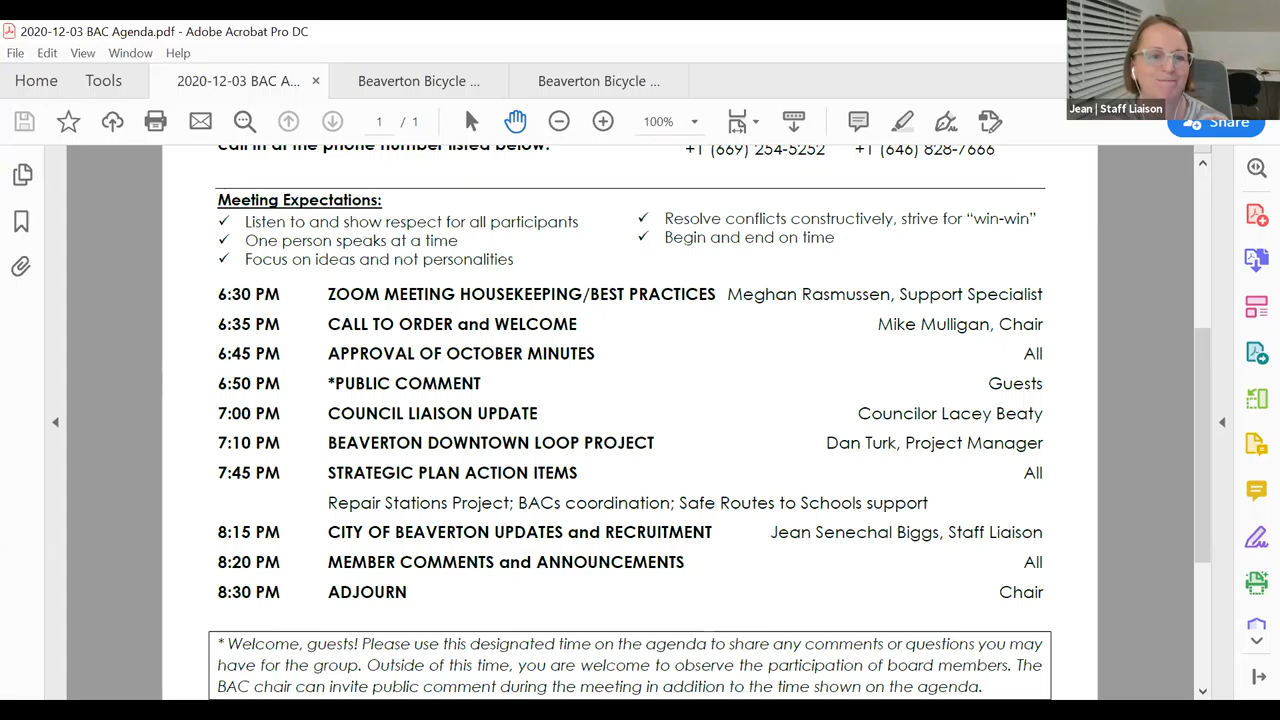 2020-12-03 BAC Agenda.pdf - Adobe Acrobat Pro DC
File Edit View Window Help
Home Tools 2020-12-03 BAC A... × Beaverton Bicycle ... Beaverton Bicycle ...
Jean | Staff Liaison
1 / 1 100% Share
call in at the phone number listed below. +1 (669) 254-5252 +1 (646) 828-7666
Meeting Expectations:
✓ Listen to and show respect for all participants
✓ One person speaks at a time
✓ Focus on ideas and not personalities
✓ Resolve conflicts constructively, strive for “win-win”
✓ Begin and end on time
6:30 PM ZOOM MEETING HOUSEKEEPING/BEST PRACTICES Meghan Rasmussen, Support Specialist
6:35 PM CALL TO ORDER and WELCOME Mike Mulligan, Chair
6:45 PM APPROVAL OF OCTOBER MINUTES All
6:50 PM *PUBLIC COMMENT Guests
7:00 PM COUNCIL LIAISON UPDATE Councilor Lacey Beaty
7:10 PM BEAVERTON DOWNTOWN LOOP PROJECT Dan Turk, Project Manager
7:45 PM STRATEGIC PLAN ACTION ITEMS All
Repair Stations Project; BACs coordination; Safe Routes to Schools support
8:15 PM CITY OF BEAVERTON UPDATES and RECRUITMENT Jean Senechal Biggs, Staff Liaison
8:20 PM MEMBER COMMENTS and ANNOUNCEMENTS All
8:30 PM ADJOURN Chair
* Welcome, guests! Please use this designated time on the agenda to share any comments or questions you may
have for the group. Outside of this time, you are welcome to observe the participation of board members. The
BAC chair can invite public comment during the meeting in addition to the time shown on the agenda.